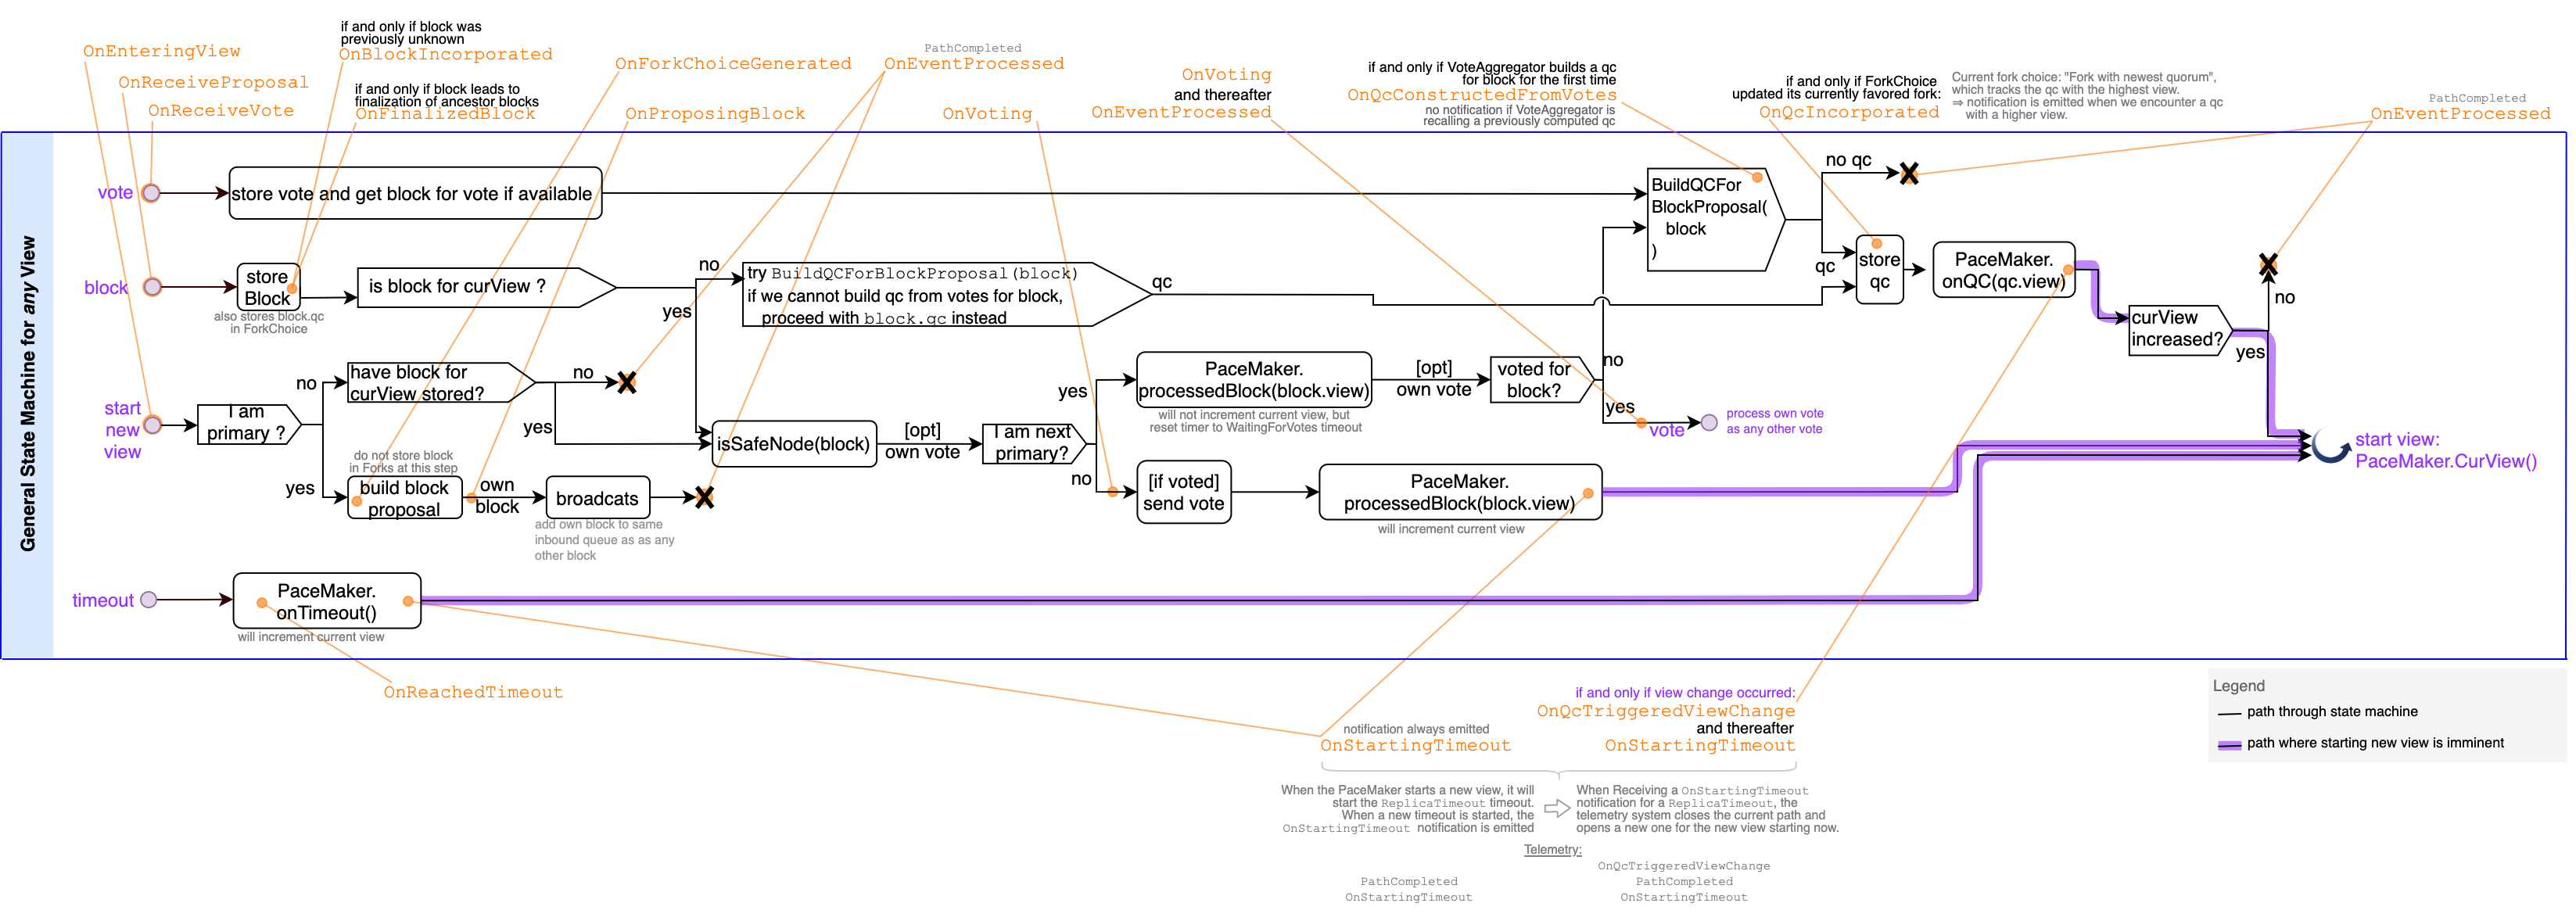 if and only if block was
previously unknown
OnBlockIncorporated
OnEnteringView
OnReceiveProposal
OnReceiveVote
if and only if block leads to
finalization of ancestor blocks
OnFinalizedBlock
OnForkChoiceGenerated
OnProposingBlock
PathCompleted
OnEventProcessed
OnVoting
OnVoting
and thereafter
OnEventProcessed
if and only if VoteAggregator builds a qc
for block for the first time
OnQcConstructedFromVotes
no notification if VoteAggregator is
recalling a previously computed qc
if and only if ForkChoice
updated its currently favored fork:
OnQcIncorporated
Current fork choice: "Fork with newest quorum",
which tracks the qc with the highest view.
⇒ notification is emitted when we encounter a qc
with a higher view.
PathCompleted
OnEventProcessed
General State Machine for any View
vote
store vote and get block for vote if available
BuildQCFor
BlockProposal(
block
)
no qc
qc
store
qc
PaceMaker.
onQC(qc.view)
curView
increased?
no
yes
block
store
Block
also stores block.qc
in ForkChoice
is block for curView ?
no
yes
try BuildQCForBlockProposal(block)
if we cannot build qc from votes for block,
proceed with block.qc instead
qc
start
new
view
I am
primary ?
no
yes
have block for
curView stored?
no
yes
do not store block
in Forks at this step
build block
proposal
own
block
broadcats
add own block to same
inbound queue as as any
other block
isSafeNode(block)
[opt]
own vote
I am next
primary?
yes
no
PaceMaker.
processedBlock(block.view)
will not increment current view, but
reset timer to WaitingForVotes timeout
[opt]
own vote
voted for
block?
no
yes
vote
process own vote
as any other vote
[if voted]
send vote
PaceMaker.
processedBlock(block.view)
will increment current view
start view:
PaceMaker.CurView()
timeout
PaceMaker.
onTimeout()
will increment current view
OnReachedTimeout
notification always emitted
OnStartingTimeout
if and only if view change occurred:
OnQcTriggeredViewChange
and thereafter
OnStartingTimeout
When the PaceMaker starts a new view, it will
start the ReplicaTimeout timeout.
When a new timeout is started, the
OnStartingTimeout notification is emitted
When Receiving a OnStartingTimeout
notification for a ReplicaTimeout, the
telemetry system closes the current path and
opens a new one for the new view starting now.
Telemetry:
PathCompleted
OnStartingTimeout
OnQcTriggeredViewChange
PathCompleted
OnStartingTimeout
Legend
path through state machine
path where starting new view is imminent